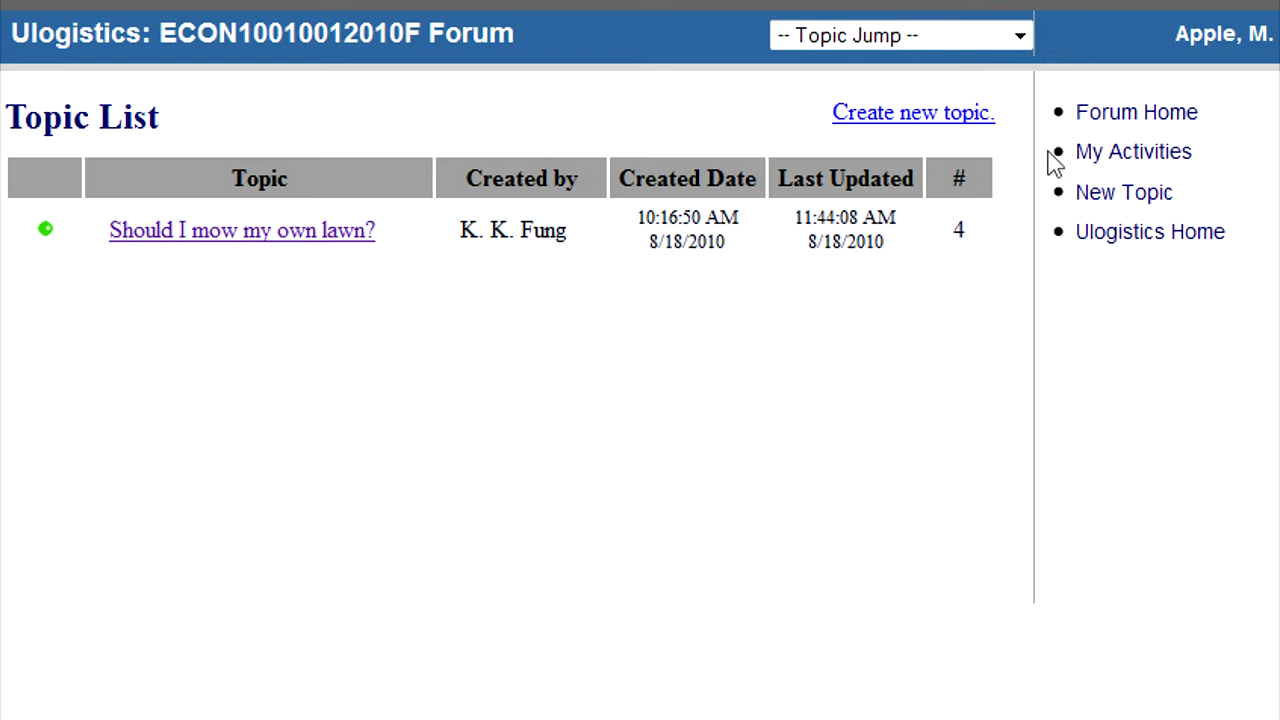 Ulogistics: ECON10010012010F Forum
-- Topic Jump --
Apple, M.
Topic List
Create new topic.
Topic Created by Created Date Last Updated #
Should I mow my own lawn? K. K. Fung 10:16:50 AM 11:44:08 AM 4
8/18/2010 8/18/2010
Forum Home
My Activities
New Topic
Ulogistics Home